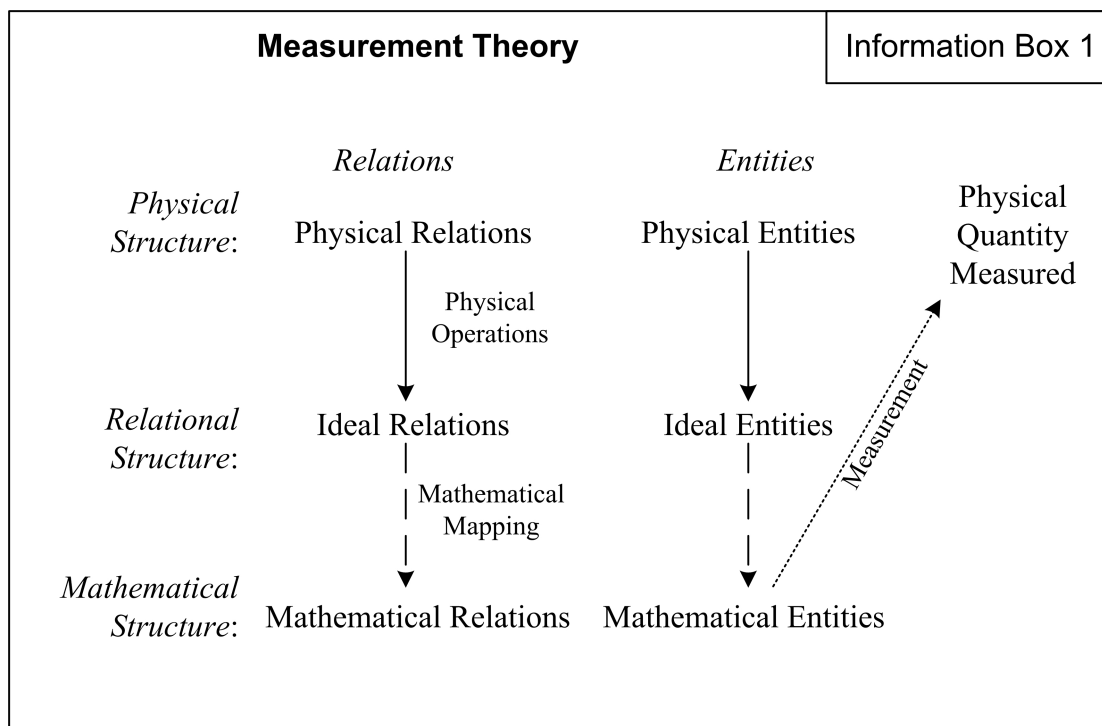 Measurement Theory
Information Box 1
Relations
Entities
Physical
Structure:
Physical Relations
Physical Entities
Physical
Quantity
Measured
Physical
Operations
Relational
Structure:
Ideal Relations
Ideal Entities
Measurement
Mathematical
Mapping
Mathematical
Structure:
Mathematical Relations
Mathematical Entities